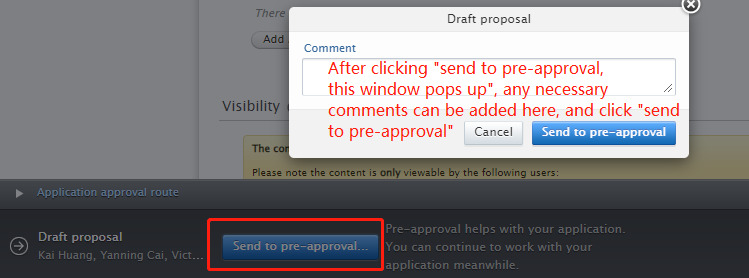 There
Add
Draft proposal
Comment
After clicking "send to pre-approval,
this window pops up", any necessary
comments can be added here, and click "send
to pre-approval"
Cancel
Send to pre-approval
Visibility
The con
Please note the content is only viewable by the following users:
Application approval route
Draft proposal
Kai Huang, Yanning Cai, Vict...
Send to pre-approval...
Pre-approval helps with your application.
You can continue to work with your
application meanwhile.